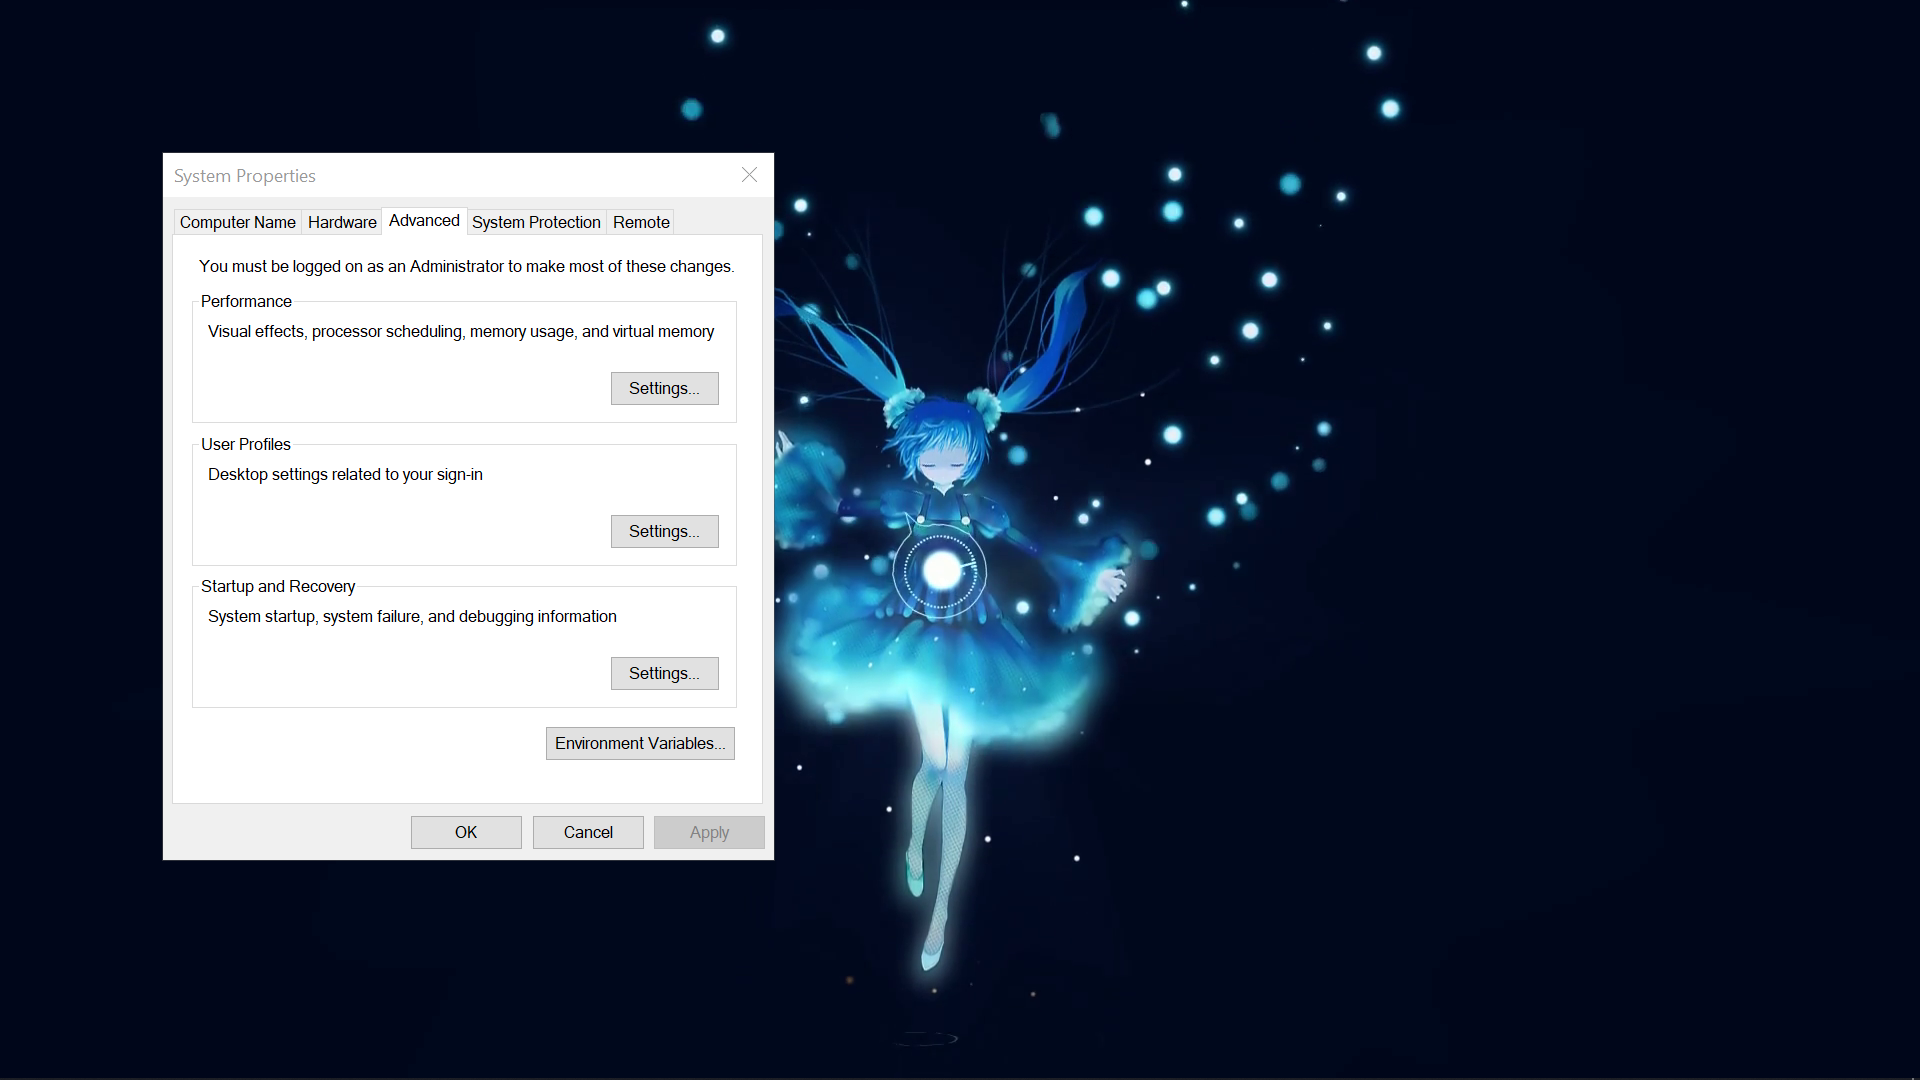 System Properties
Computer Name Hardware Advanced System Protection Remote
You must be logged on as an Administrator to make most of these changes.
Performance
Visual effects, processor scheduling, memory usage, and virtual memory
Settings...
User Profiles
Desktop settings related to your sign-in
Settings...
Startup and Recovery
System startup, system failure, and debugging information
Settings...
Environment Variables...
OK Cancel Apply